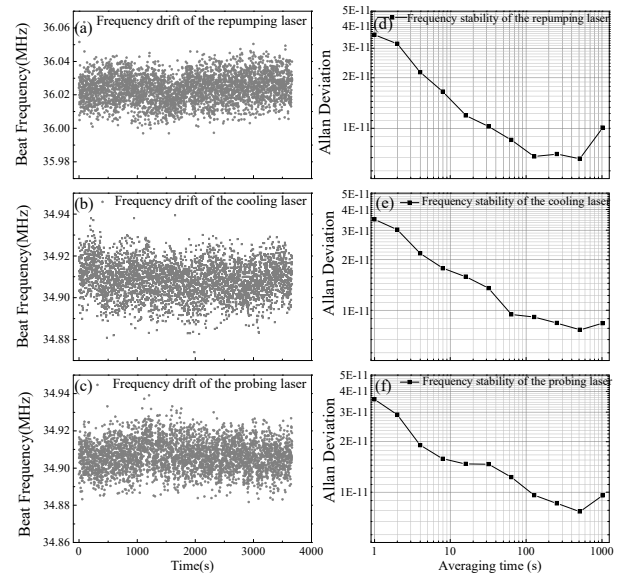 (a) Frequency drift of the repumping laser
36.06
36.04
36.02
36.00
35.98
Beat Frequency(MHz)
(d) Frequency stability of the repumping laser
5E-11
4E-11
3E-11
2E-11
1E-11
Allan Deviation
(b) Frequency drift of the cooling laser
34.94
34.92
34.90
34.88
Beat Frequency(MHz)
(e) Frequency stability of the cooling laser
5E-11
4E-11
3E-11
2E-11
1E-11
Allan Deviation
(c) Frequency drift of the probing laser
34.94
34.92
34.90
34.88
34.86
Beat Frequency(MHz)
0 1000 2000 3000 4000
Time(s)
(f) Frequency stability of the probing laser
5E-11
4E-11
3E-11
2E-11
1E-11
Allan Deviation
1 10 100 1000
Averaging time (s)